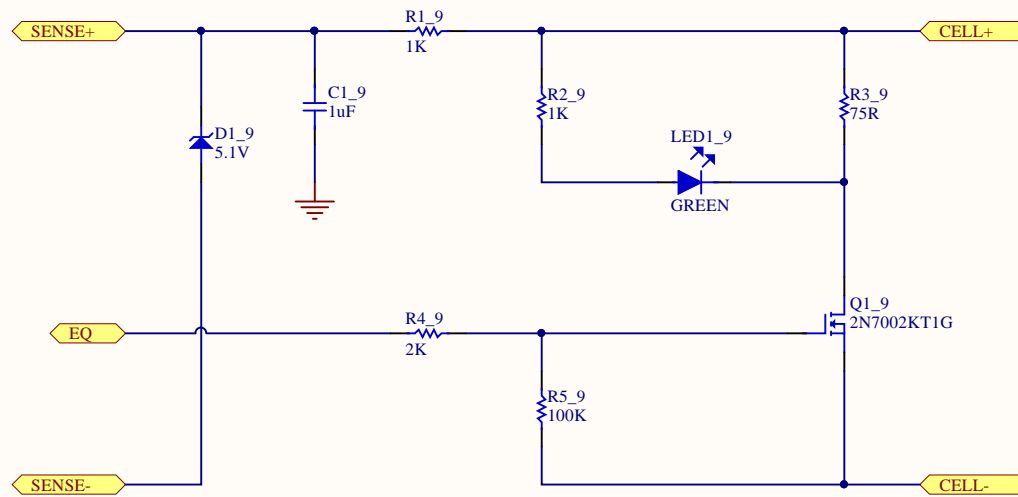 SENSE+
R1_9
1K
CELL+
C1_9
1uF
R2_9
1K
R3_9
75R
D1_9
5.1V
LED1_9
GREEN
EQ
R4_9
2K
Q1_9
2N7002KT1G
R5_9
100K
SENSE-
CELL-